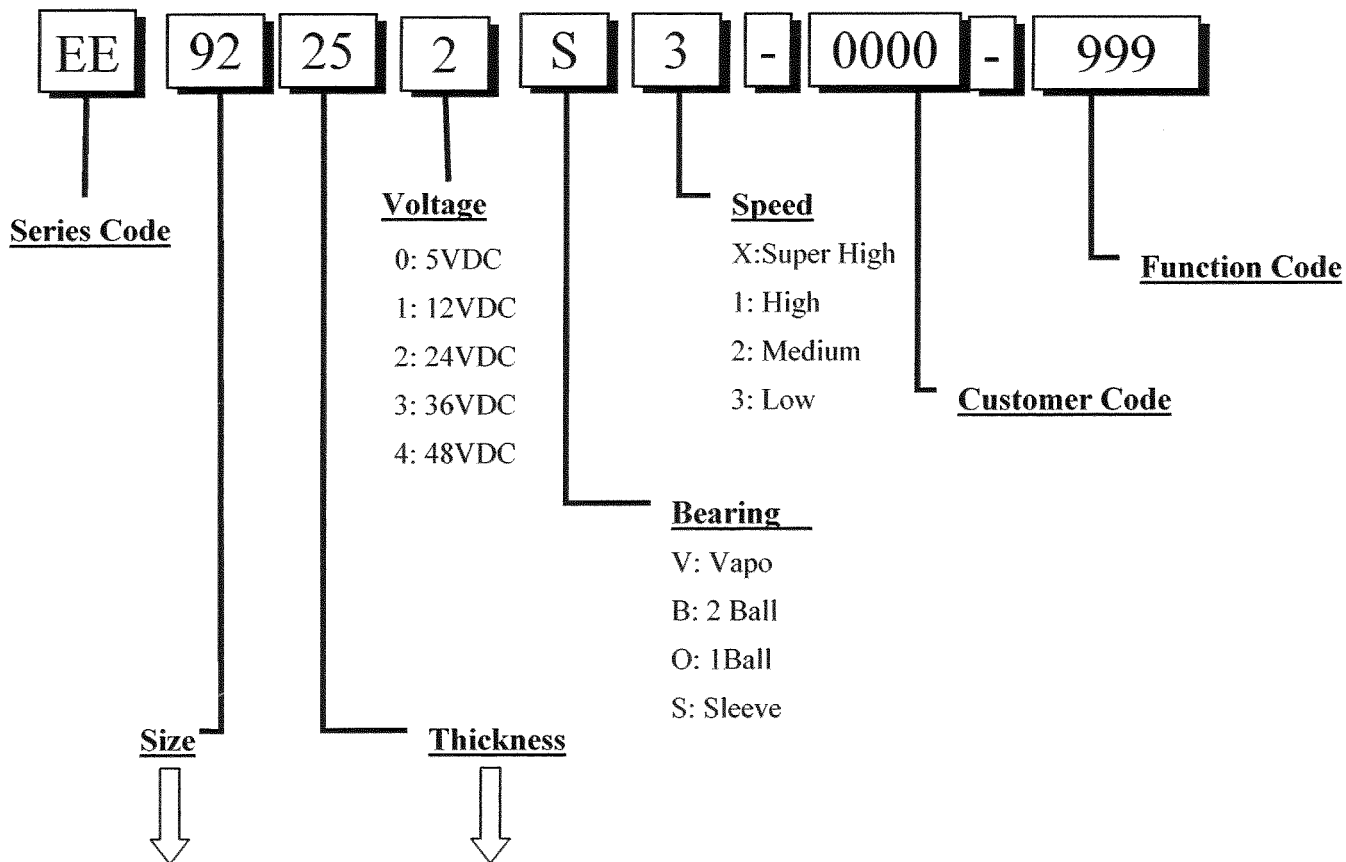 EE 92 25 2 S 3 - 0000 - 999
Series Code
Voltage
0: 5VDC
1: 12VDC
2: 24VDC
3: 36VDC
4: 48VDC
Speed
X:Super High
1: High
2: Medium
3: Low
Function Code
Customer Code
Bearing
V: Vapo
B: 2 Ball
O: 1Ball
S: Sleeve
Size
Thickness